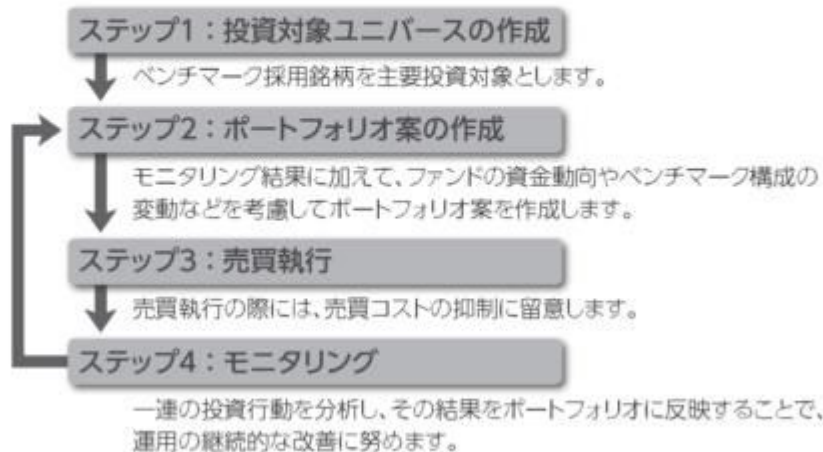 ステップ1：投資対象ユニバースの作成
ベンチマーク採用銘柄を主要投資対象とします。
ステップ2：ポートフォリオ案の作成
モニタリング結果に加えて、ファンドの資金動向やベンチマーク構成の
変動などを考慮してポートフォリオ案を作成します。
ステップ3：売買執行
売買執行の際には、売買コストの抑制に留意します。
ステップ4：モニタリング
一連の投資行動を分析し、その結果をポートフォリオに反映することで、
運用の継続的な改善に努めます。